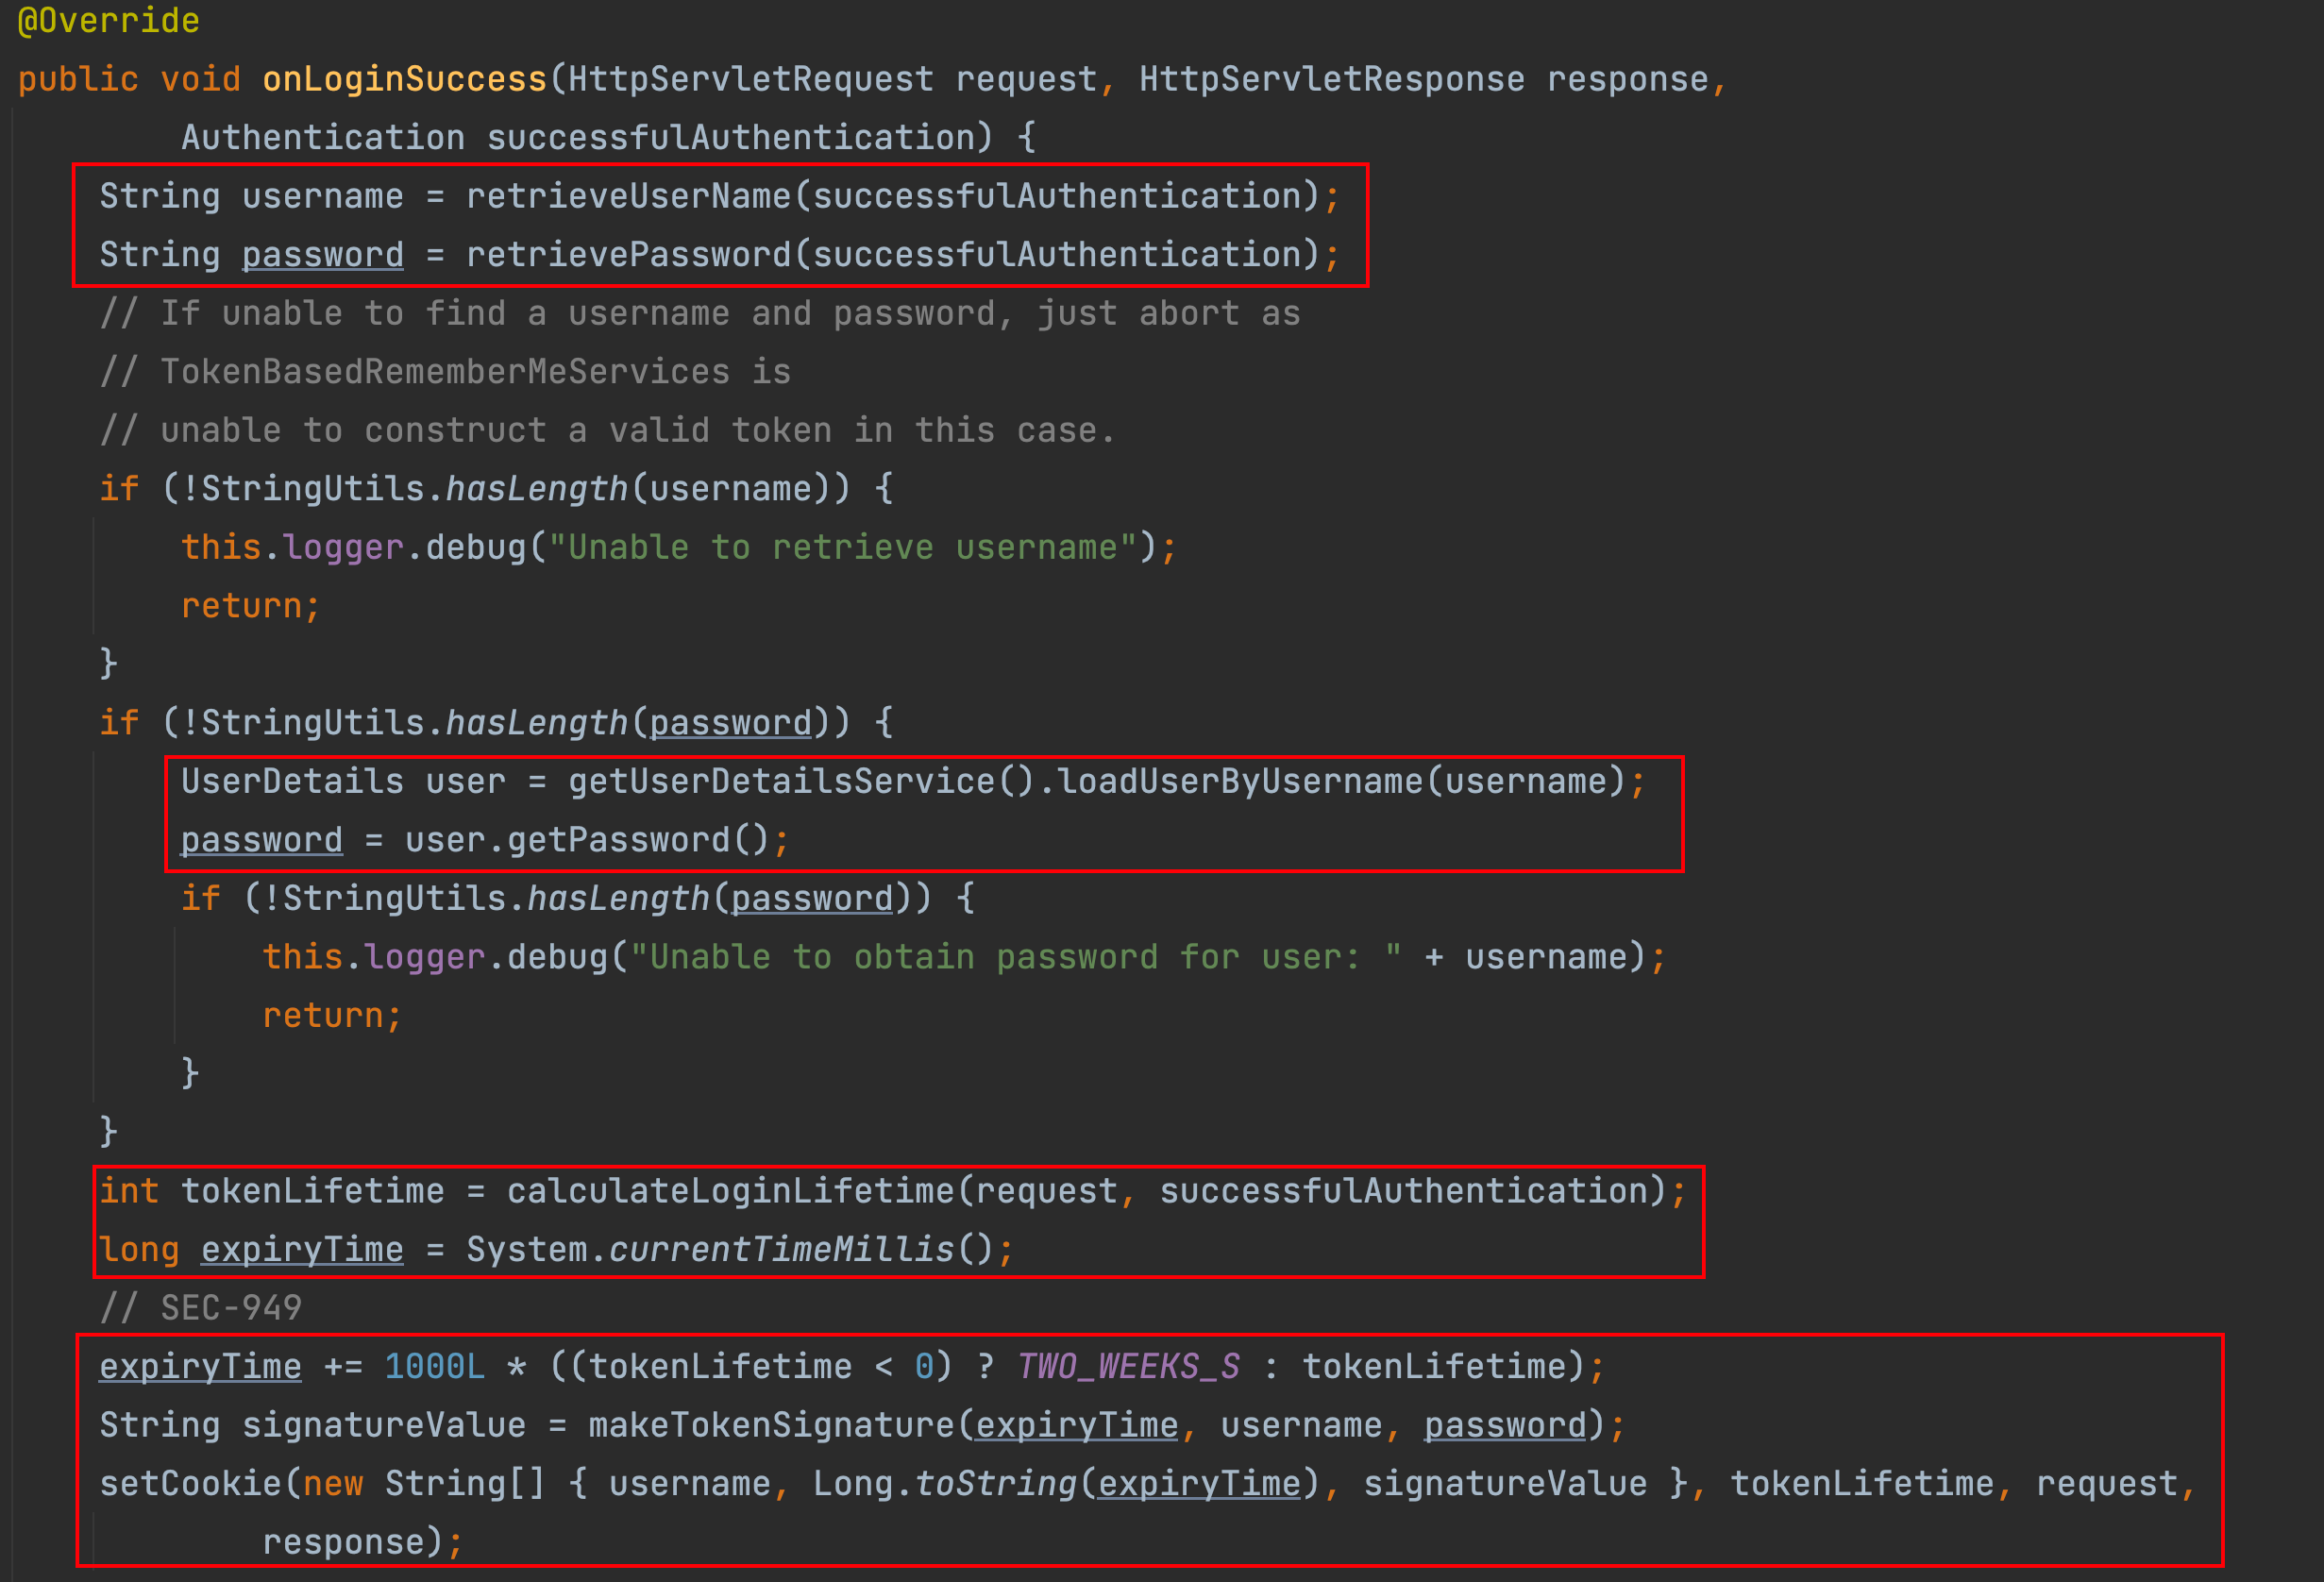 @Override
public void onLoginSuccess(HttpServletRequest request, HttpServletResponse response,
        Authentication successfulAuthentication) {
    String username = retrieveUserName(successfulAuthentication);
    String password = retrievePassword(successfulAuthentication);
    // If unable to find a username and password, just abort as
    // TokenBasedRememberMeServices is
    // unable to construct a valid token in this case.
    if (!StringUtils.hasLength(username)) {
        this.logger.debug("Unable to retrieve username");
        return;
    }
    if (!StringUtils.hasLength(password)) {
        UserDetails user = getUserDetailsService().loadUserByUsername(username);
        password = user.getPassword();
        if (!StringUtils.hasLength(password)) {
            this.logger.debug("Unable to obtain password for user: " + username);
            return;
        }
    }
    int tokenLifetime = calculateLoginLifetime(request, successfulAuthentication);
    long expiryTime = System.currentTimeMillis();
    // SEC-949
    expiryTime += 1000L * ((tokenLifetime < 0) ? TWO_WEEKS_S : tokenLifetime);
    String signatureValue = makeTokenSignature(expiryTime, username, password);
    setCookie(new String[] { username, Long.toString(expiryTime), signatureValue }, tokenLifetime, request,
            response);